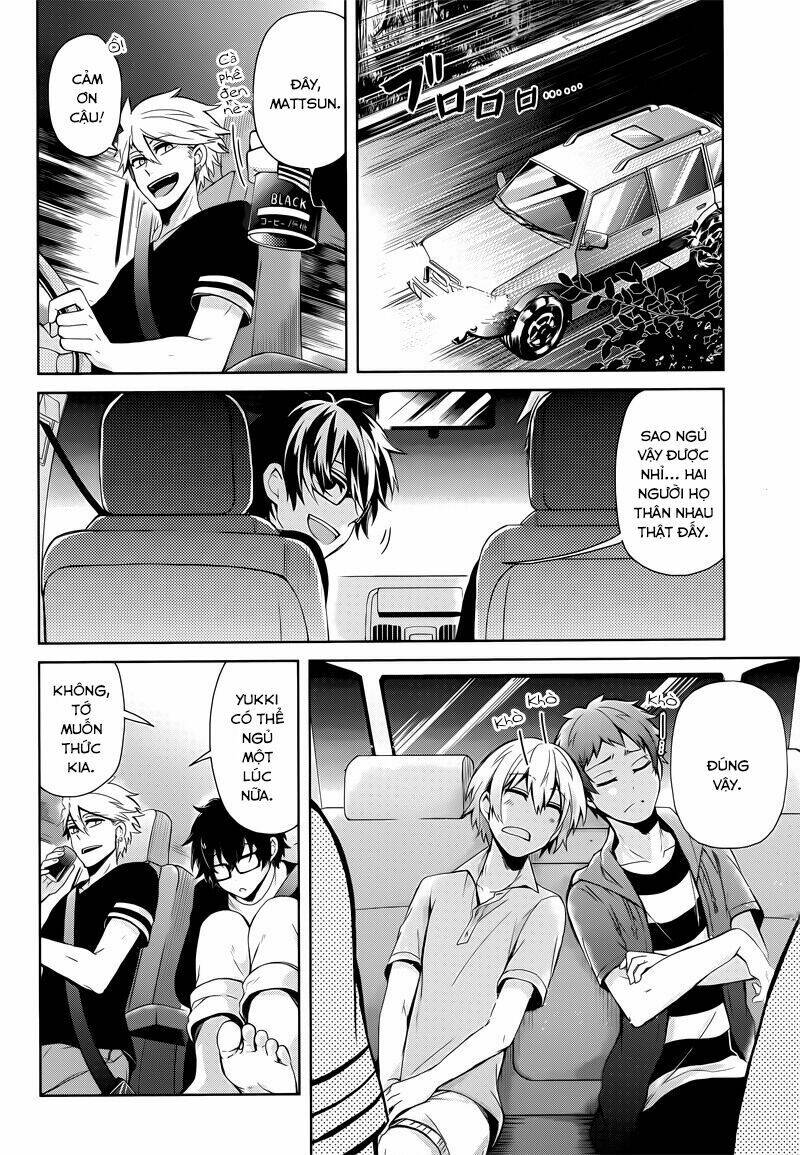 ブロロロ……
ĐÂY,
MATTSUN.
Cà
phê
đen
nè~
BLACK
コーヒー
Ồ!
CẢM
ƠN
CẬU!
SAO NGỦ
VẬY ĐƯỢC
NHỈ... HAI
NGƯỜI HỌ
THÂN NHAU
THẬT ĐẤY.
ĐÚNG
VẬY.
Khò
Khò
Khò
YUKKI
CÓ THỂ
NGỦ
MỘT
LÚC
NỮA.
KHÔNG,
TỚ
MUỐN
THỨC
KIA.